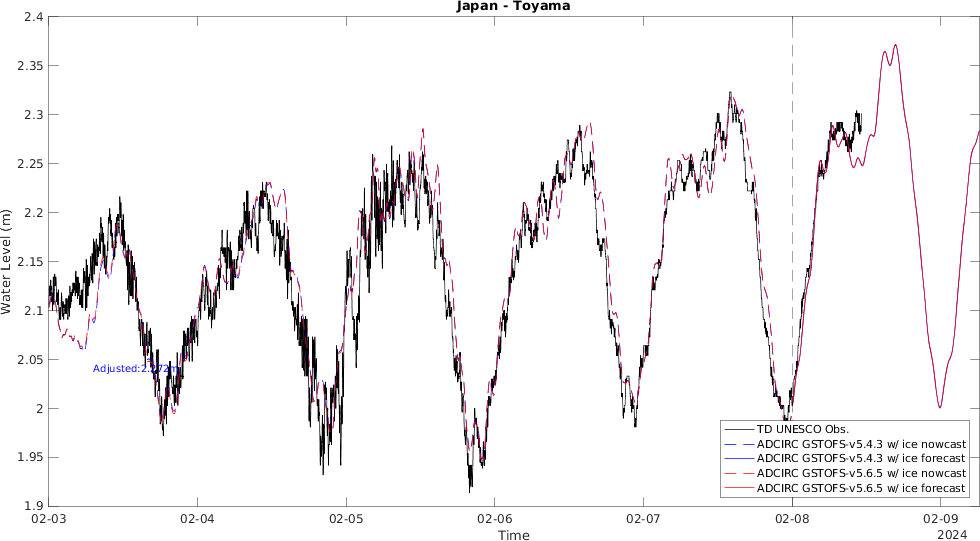 Japan - Toyama
2.4
2.35
2.3
2.25
2.2
2.15
2.1
2.05
2
1.95
1.9
Water Level (m)
Adjusted:2.272m
TD UNESCO Obs.
ADCIRC GSTOFS-v5.4.3 w/ ice nowcast
ADCIRC GSTOFS-v5.4.3 w/ ice forecast
ADCIRC GSTOFS-v5.6.5 w/ ice nowcast
ADCIRC GSTOFS-v5.6.5 w/ ice forecast
02-03 02-04 02-05 02-06 02-07 02-08 02-09
Time
2024